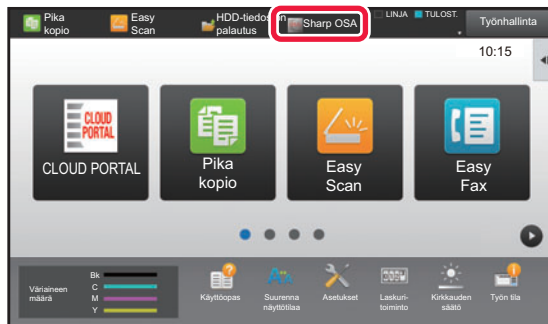 Pika
kopio
Easy
Scan
HDD-tiedoston
palautus
Sharp OSA
LINJA
TULOST.
Työnhallinta
10:15
CLOUD
PORTAL
CLOUD PORTAL
Pika
kopio
Easy
Scan
Easy
Fax
Väriaineen
määrä
Bk
C
M
Y
Käyttöopas
Suurenna
näyttötilaa
Asetukset
Laskuri-
toiminto
Kirkkauden
säätö
Työn tila